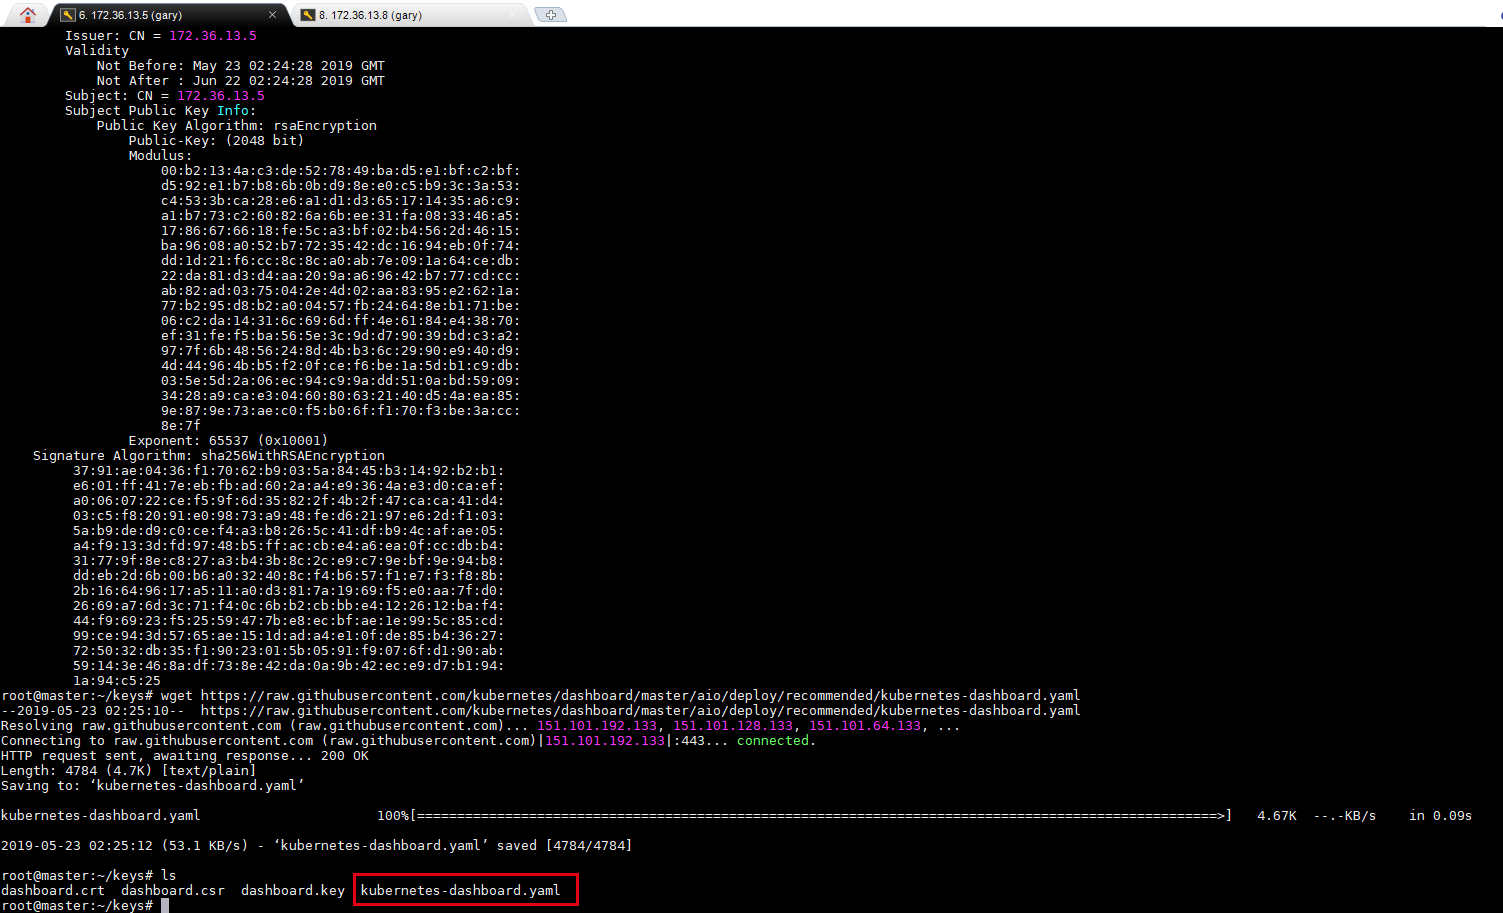 6. 172.36.13.5 (gary)
8. 172.36.13.8 (gary)
Issuer: CN = 172.36.13.5
Validity
Not Before: May 23 02:24:28 2019 GMT
Not After : Jun 22 02:24:28 2019 GMT
Subject: CN = 172.36.13.5
Subject Public Key Info:
Public Key Algorithm: rsaEncryption
Public-Key: (2048 bit)
Modulus:
00:b2:13:4a:c3:de:52:78:49:ba:d5:e1:bf:c2:bf:
d5:92:e1:b7:b8:6b:0b:d9:8e:e0:c5:b9:3c:3a:53:
c4:53:3b:ca:28:e6:a1:d1:d3:65:17:14:35:a6:c9:
a1:b7:73:c2:60:82:6a:6b:ee:31:fa:08:33:46:a5:
17:86:67:66:18:fe:5c:a3:bf:02:b4:56:2d:46:15:
ba:96:08:a0:52:b7:72:35:42:dc:16:94:eb:0f:74:
dd:1d:21:f6:cc:8c:8c:a0:ab:7e:09:1a:64:ce:db:
22:da:81:d3:d4:aa:20:9a:a6:96:42:b7:77:cd:cc:
ab:82:ad:03:75:04:2e:4d:02:aa:83:95:e2:62:1a:
77:b2:95:d8:b2:a0:04:57:fb:24:64:8e:b1:71:be:
06:c2:da:14:31:6c:69:6d:ff:4e:61:84:e4:38:70:
ef:31:fe:f5:ba:56:5e:3c:9d:d7:90:39:bd:c3:a2:
97:7f:6b:48:56:24:8d:4b:b3:6c:29:90:e9:40:d9:
4d:44:96:4b:b5:f2:0f:ce:f6:be:1a:5d:b1:c9:db:
03:5e:5d:2a:06:ec:94:c9:9a:dd:51:0a:bd:59:09:
34:28:a9:ca:e3:04:60:80:63:21:40:d5:4a:ea:85:
9e:87:9e:73:ae:c0:f5:b0:6f:f1:70:f3:be:3a:cc:
8e:7f
Exponent: 65537 (0x10001)
Signature Algorithm: sha256WithRSAEncryption
37:91:ae:04:36:f1:70:62:b9:03:5a:84:45:b3:14:92:b2:b1:
e6:01:ff:41:7e:eb:fb:ad:60:2a:a4:e9:36:4a:e3:d0:ca:ef:
a0:06:07:22:ce:f5:9f:6d:35:82:2f:4b:2f:47:ca:ca:41:d4:
03:c5:f8:20:91:e0:98:73:a9:48:fe:d6:21:97:e6:2d:f1:03:
5a:b9:de:d9:c0:ce:f4:a3:b8:26:5c:41:df:b9:4c:af:ae:05:
a4:f9:13:3d:fd:97:48:b5:ff:ac:cb:e4:a6:ea:0f:cc:db:b4:
31:77:9f:8e:c8:27:a3:b4:3b:8c:2c:e9:c7:9e:bf:9e:94:b8:
dd:eb:2d:6b:00:b6:a0:32:40:8c:f4:b6:57:f1:e7:f3:f8:8b:
2b:16:64:96:17:a5:11:a0:d3:81:7a:19:69:f5:e0:aa:7f:d0:
26:69:a7:6d:3c:71:f4:0c:6b:b2:cb:bb:e4:12:26:12:ba:f4:
44:f9:69:23:f5:25:59:47:7b:e8:ec:bf:ae:1e:99:5c:85:cd:
99:ce:94:3d:57:65:ae:15:1d:ad:a4:e1:0f:de:85:b4:36:27:
72:50:32:db:35:f1:90:23:01:5b:05:91:f9:07:6f:d1:90:ab:
59:14:3e:46:8a:df:73:8e:42:da:0a:9b:42:ec:e9:d7:b1:94:
1a:94:c5:25
root@master:~/keys# wget https://raw.githubusercontent.com/kubernetes/dashboard/master/aio/deploy/recommended/kubernetes-dashboard.yaml
--2019-05-23 02:25:10--  https://raw.githubusercontent.com/kubernetes/dashboard/master/aio/deploy/recommended/kubernetes-dashboard.yaml
Resolving raw.githubusercontent.com (raw.githubusercontent.com)... 151.101.192.133, 151.101.128.133, 151.101.64.133, ...
Connecting to raw.githubusercontent.com (raw.githubusercontent.com)|151.101.192.133|:443... connected.
HTTP request sent, awaiting response... 200 OK
Length: 4784 (4.7K) [text/plain]
Saving to: ‘kubernetes-dashboard.yaml’
kubernetes-dashboard.yaml 100%[====================================================================================================>] 4.67K --.-KB/s in 0.09s
2019-05-23 02:25:12 (53.1 KB/s) - ‘kubernetes-dashboard.yaml’ saved [4784/4784]
root@master:~/keys# ls
dashboard.crt dashboard.csr dashboard.key kubernetes-dashboard.yaml
root@master:~/keys#